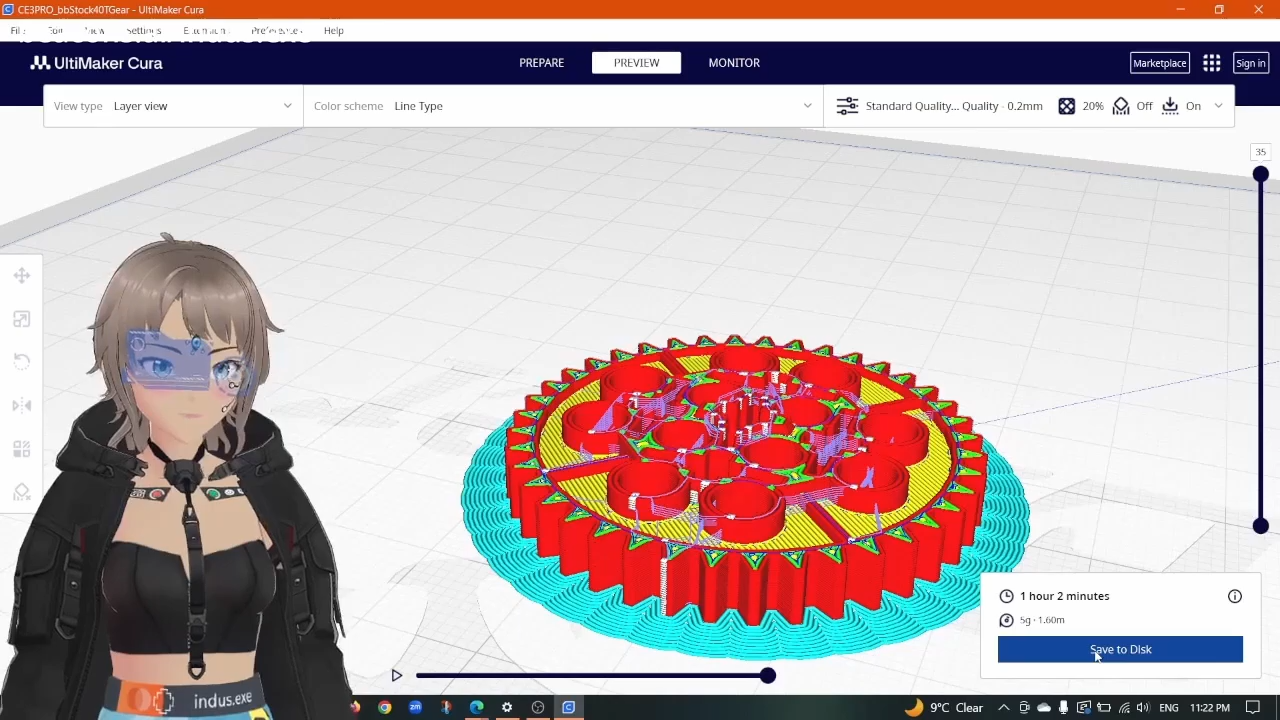 CE3PRO_bbStock40TGear - UltiMaker Cura
Help
UltiMaker Cura
PREPARE
PREVIEW
MONITOR
Marketplace
Sign in
View type
Layer view
Color scheme
Line Type
Standard Quality... Quality - 0.2mm
20%
Off
On
35
1 hour 2 minutes
5g · 1.60m
Save to Disk
indus.exe
9°C Clear
ENG
11:22 PM